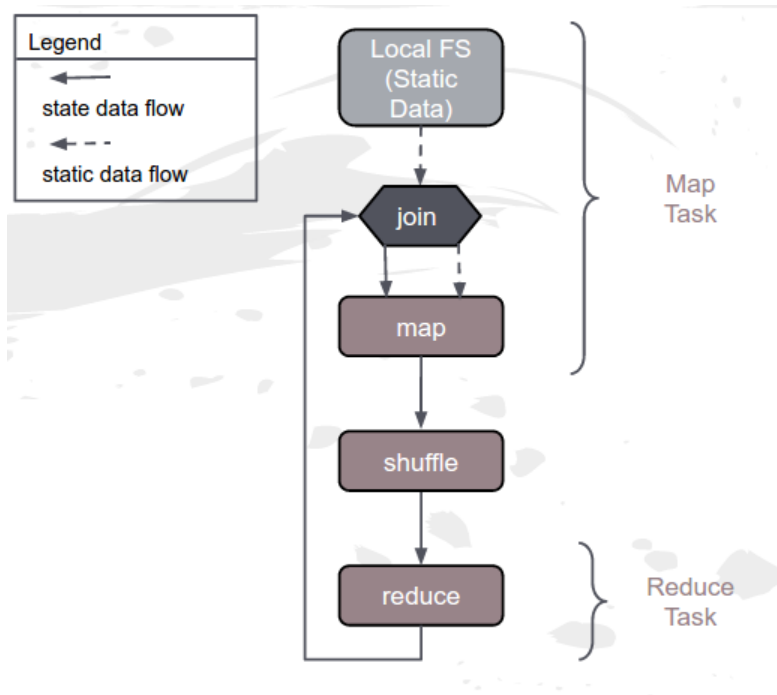 Legend
state data flow
static data flow
Local FS
(Static
Data)
join
map
shuffle
reduce
Map
Task
Reduce
Task